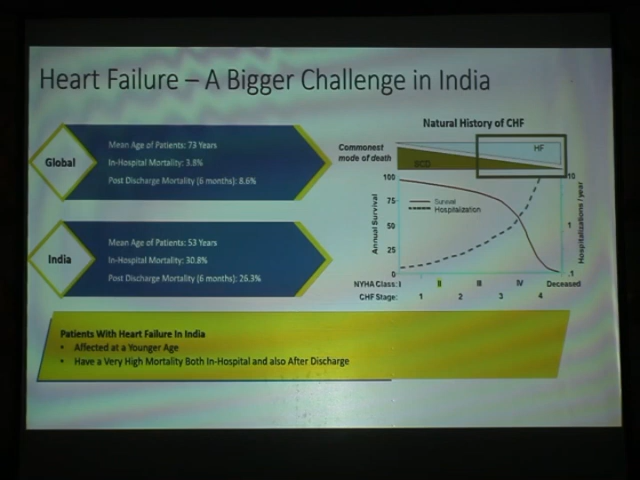 Heart Failure – A Bigger Challenge in India
Global
Mean Age of Patients: 73 Years
In-Hospital Mortality: 3.8%
Post Discharge Mortality (6 months): 8.6%
India
Mean Age of Patients: 53 Years
In-Hospital Mortality: 30.8%
Post Discharge Mortality (6 months): 26.3%
Natural History of CHF
Commonest
mode of death
SCD
HF
Annual Survival
100
75
50
25
0
Survival
Hospitalization
10
1
.1
Hospitalizations / year
NYHA Class: I II III IV Deceased
CHF Stage: 1 2 3 4
Patients With Heart Failure In India
• Affected at a Younger Age
• Have a Very High Mortality Both In-Hospital and also After Discharge